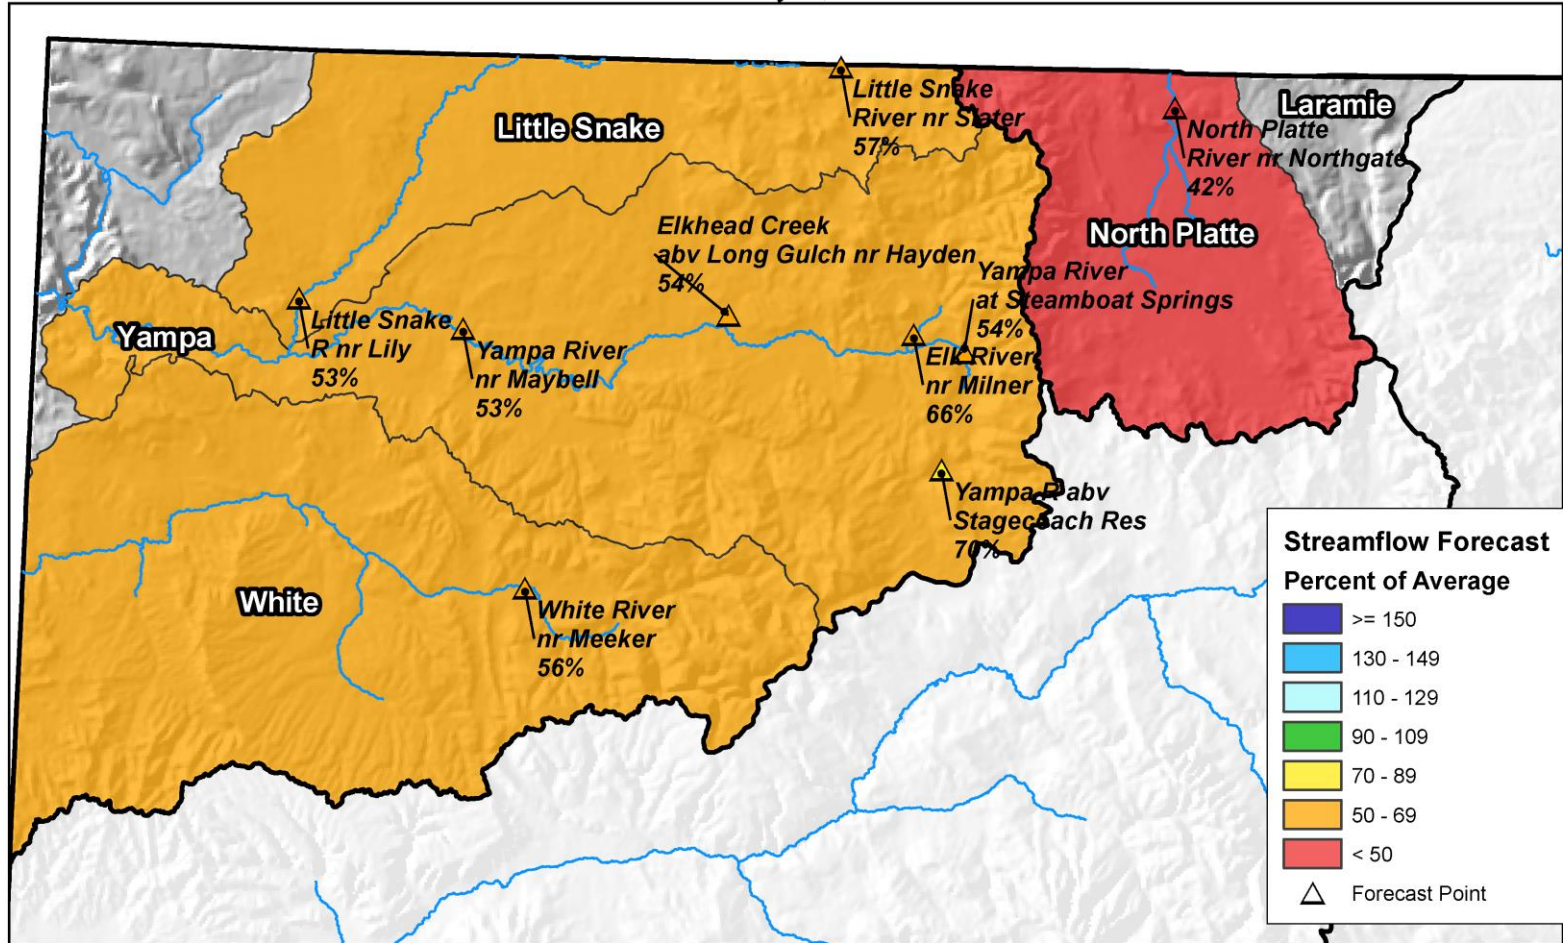 Little Snake
River nr Slater
57%
Laramie
North Platte
River nr Northgate
42%
Little Snake
North Platte
Elkhead Creek
abv Long Gulch nr Hayden
54%
Yampa River
at Steamboat Springs
54%
Yampa
Little Snake
R nr Lily
53%
Yampa River
nr Maybell
53%
Elk River
nr Milner
66%
Yampa R abv
Stagecoach Res
70%
White
White River
nr Meeker
56%
Streamflow Forecast
Percent of Average
>= 150
130 - 149
110 - 129
90 - 109
70 - 89
50 - 69
< 50
Forecast Point